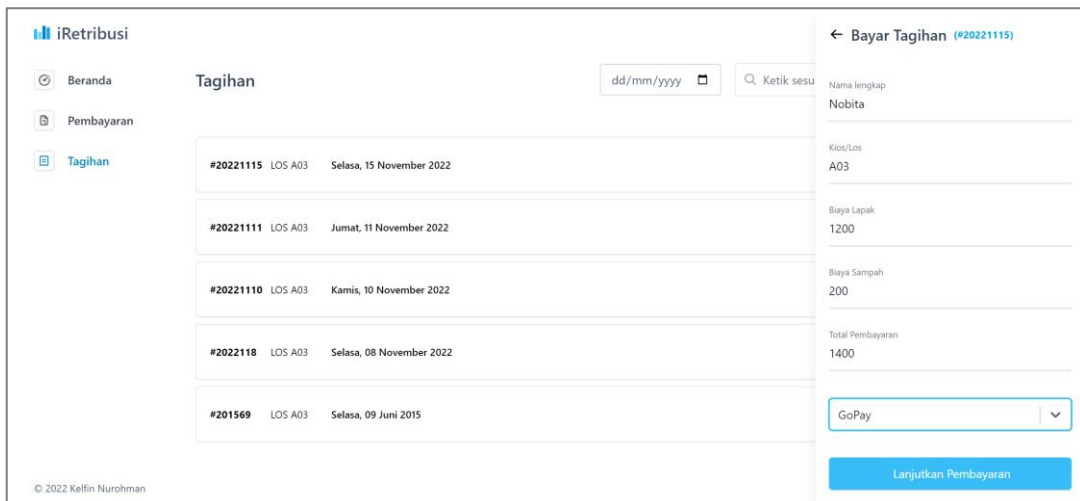 iRetribusi
Beranda
Pembayaran
Tagihan
Tagihan
dd/mm/yyyy
Ketik sesu
#20221115 LOS A03 Selasa, 15 November 2022
#20221111 LOS A03 Jumat, 11 November 2022
#20221110 LOS A03 Kamis, 10 November 2022
#2022118 LOS A03 Selasa, 08 November 2022
#201569 LOS A03 Selasa, 09 Juni 2015
© 2022 Kelfin Nurohman
Bayar Tagihan (#20221115)
Nama lengkap
Nobita
Kios/Los
A03
Biaya Lapak
1200
Biaya Sampah
200
Total Pembayaran
1400
GoPay
Lanjutkan Pembayaran